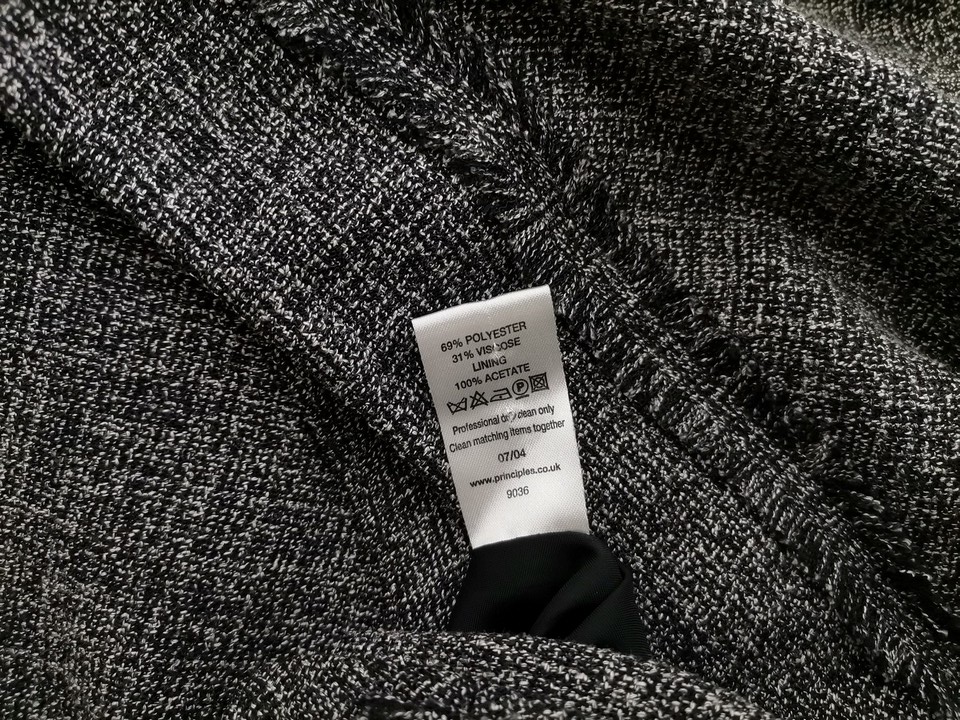 69% POLYESTER
31% VISCOSE
LINING
100% ACETATE
P
Professional dry clean only
Clean matching items together
07/04
www.principles.co.uk
9036